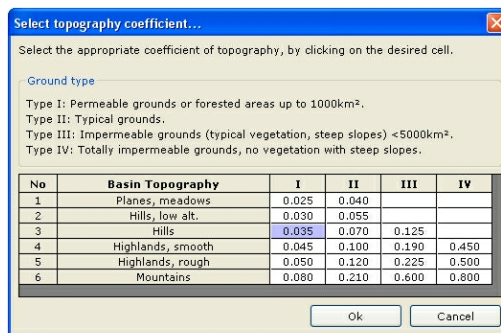 Select topography coefficient...
Select the appropriate coefficient of topography, by clicking on the desired cell.
Ground type
Type I: Permeable grounds or forested areas up to 1000km².
Type II: Typical grounds.
Type III: Impermeable grounds (typical vegetation, steep slopes) <5000km².
Type IV: Totally impermeable grounds, no vegetation with steep slopes.
No Basin Topography I II III IV
1 Planes, meadows 0.025 0.040
2 Hills, low alt. 0.030 0.055
3 Hills 0.035 0.070 0.125
4 Highlands, smooth 0.045 0.100 0.190 0.450
5 Highlands, rough 0.050 0.120 0.225 0.500
6 Mountains 0.080 0.210 0.600 0.800
Ok Cancel